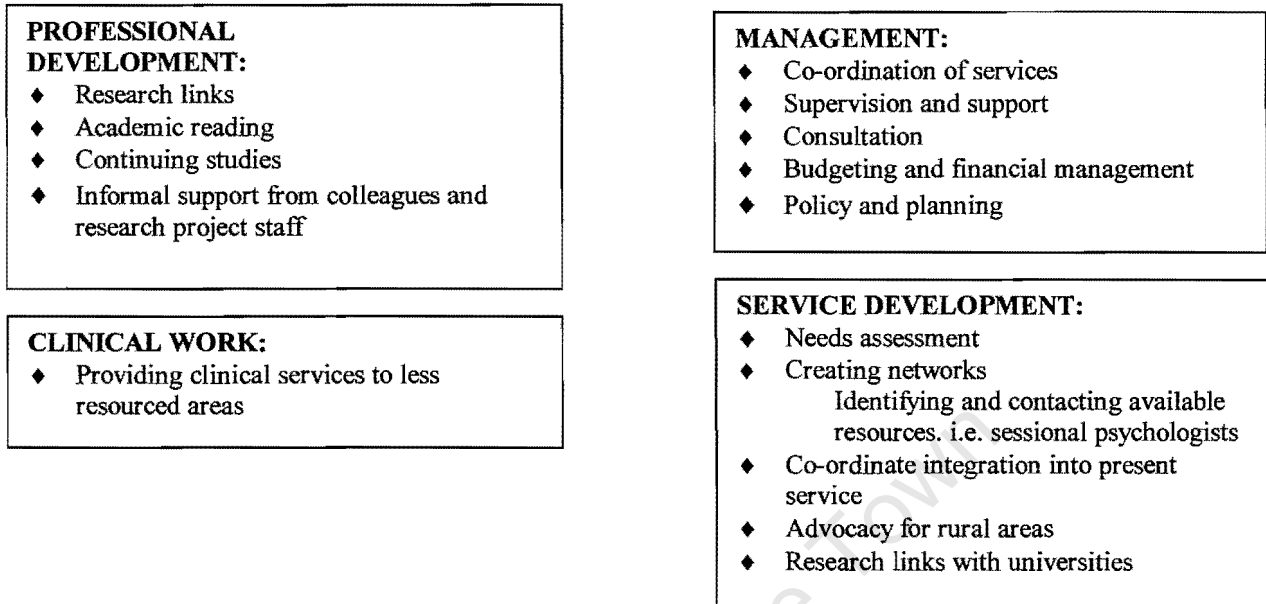 PROFESSIONAL
DEVELOPMENT:
♦ Research links
♦ Academic reading
♦ Continuing studies
♦ Informal support from colleagues and
research project staff
CLINICAL WORK:
♦ Providing clinical services to less
resourced areas
MANAGEMENT:
♦ Co-ordination of services
♦ Supervision and support
♦ Consultation
♦ Budgeting and financial management
♦ Policy and planning
SERVICE DEVELOPMENT:
♦ Needs assessment
♦ Creating networks
Identifying and contacting available
resources. i.e. sessional psychologists
♦ Co-ordinate integration into present
service
♦ Advocacy for rural areas
♦ Research links with universities
Town